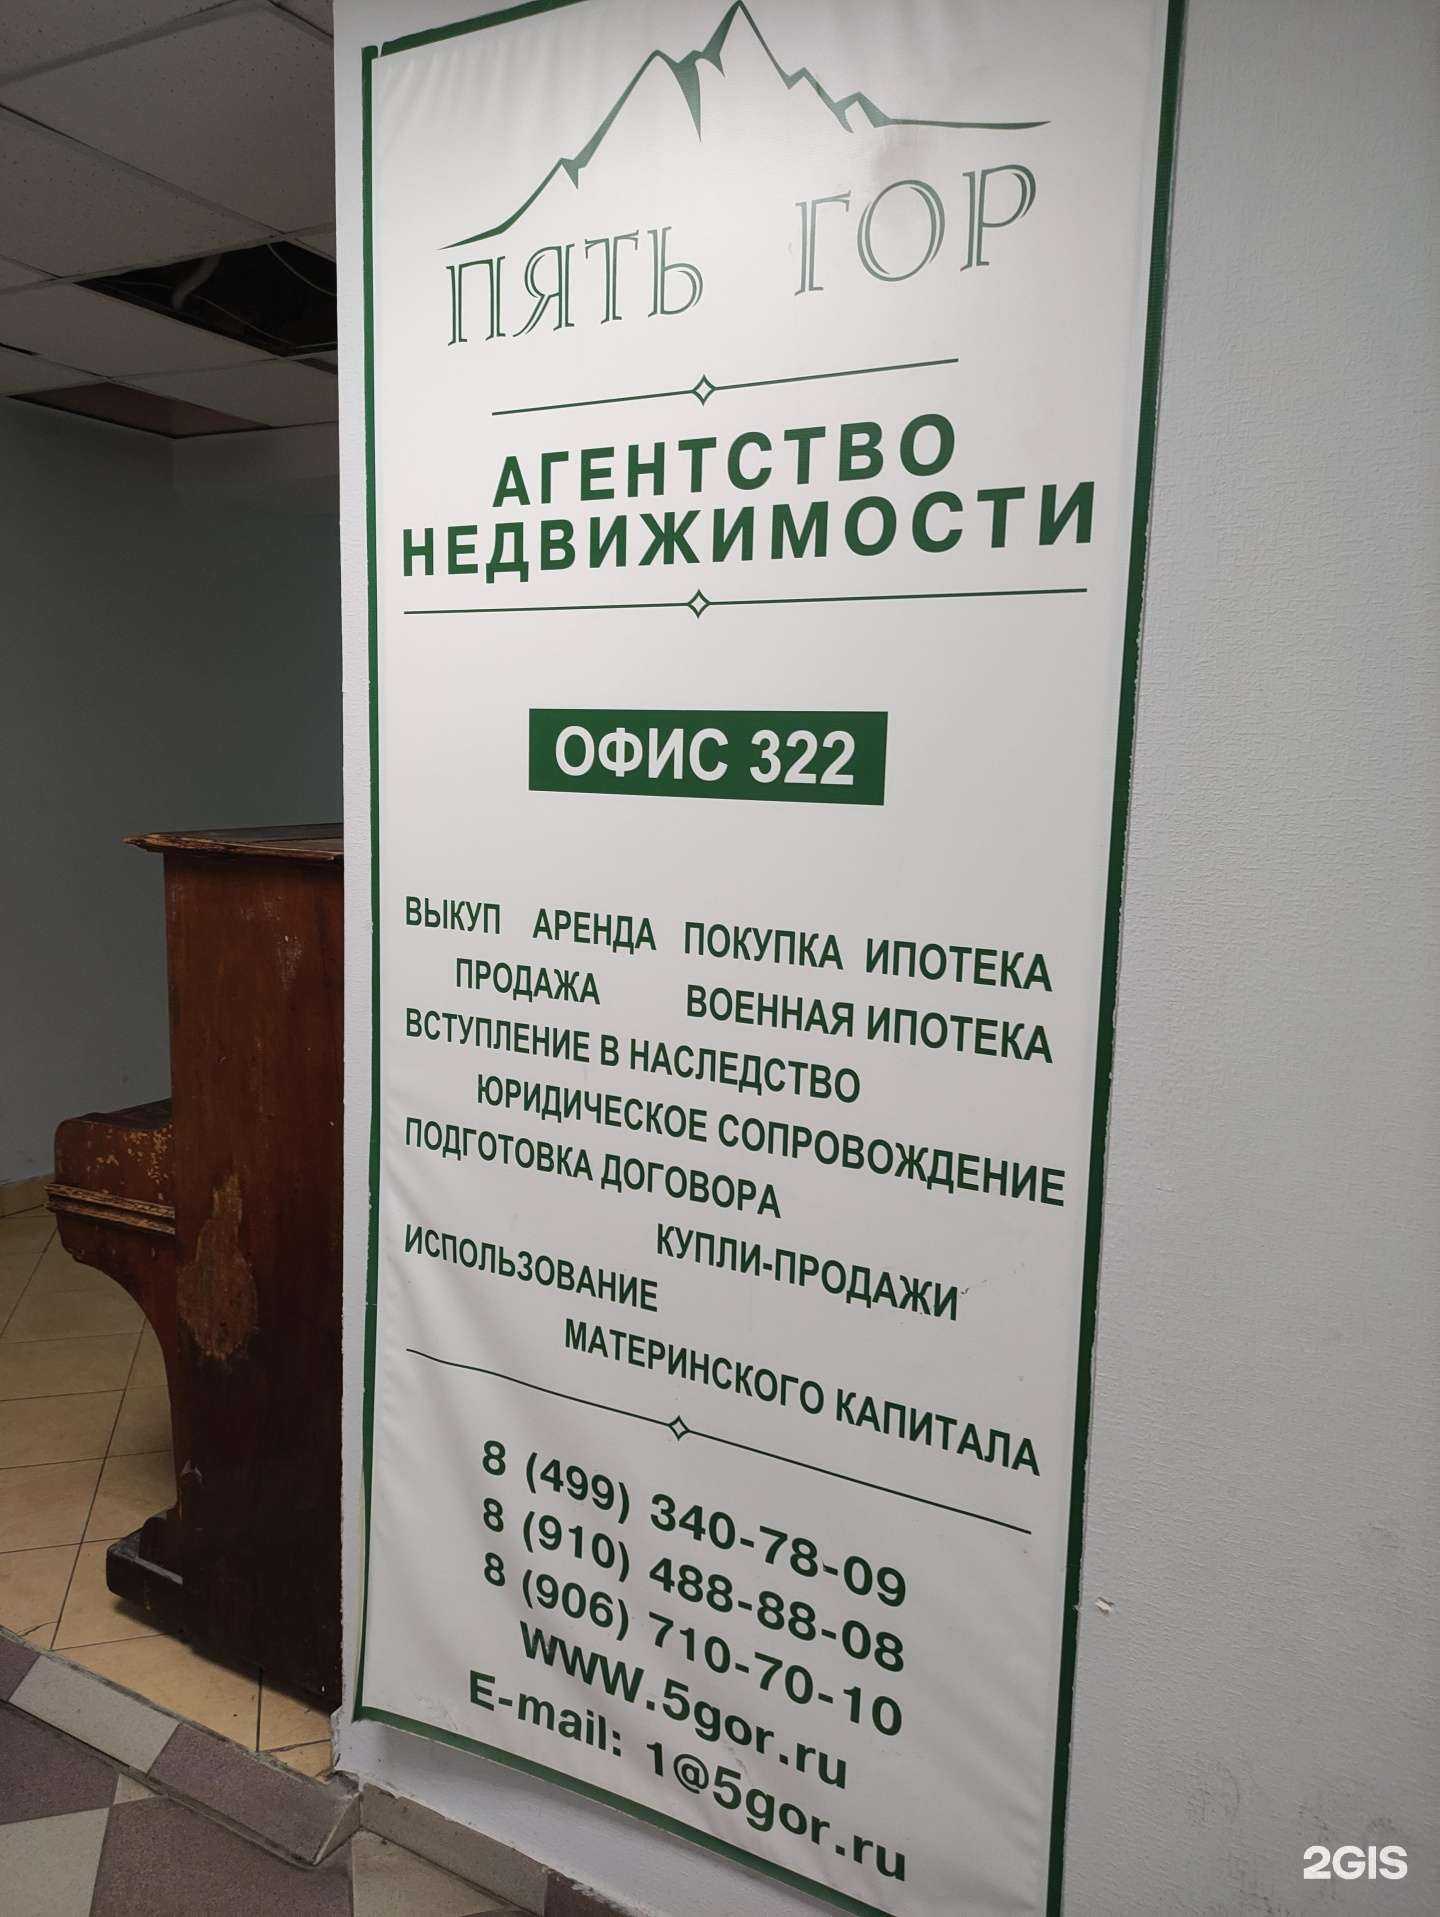 ПЯТЬ ГОР
АГЕНТСТВО
НЕДВИЖИМОСТИ
ОФИС 322
ВЫКУП АРЕНДА ПОКУПКА ИПОТЕКА
ПРОДАЖА ВОЕННАЯ ИПОТЕКА
ВСТУПЛЕНИЕ В НАСЛЕДСТВО
ЮРИДИЧЕСКОЕ СОПРОВОЖДЕНИЕ
ПОДГОТОВКА ДОГОВОРА
КУПЛИ-ПРОДАЖИ
ИСПОЛЬЗОВАНИЕ
МАТЕРИНСКОГО КАПИТАЛА
8 (499) 340-78-09
8 (910) 488-88-08
8 (906) 710-70-10
www.5gor.ru
E-mail: 1@5gor.ru
2GIS